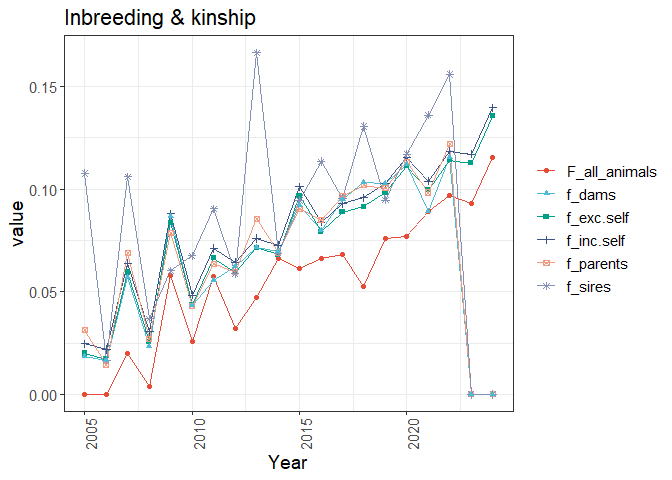 Inbreeding & kinship
value
0.15
0.10
0.05
0.00
2005
2010
2015
2020
Year
F_all_animals
f_dams
f_exc.self
f_inc.self
f_parents
f_sires